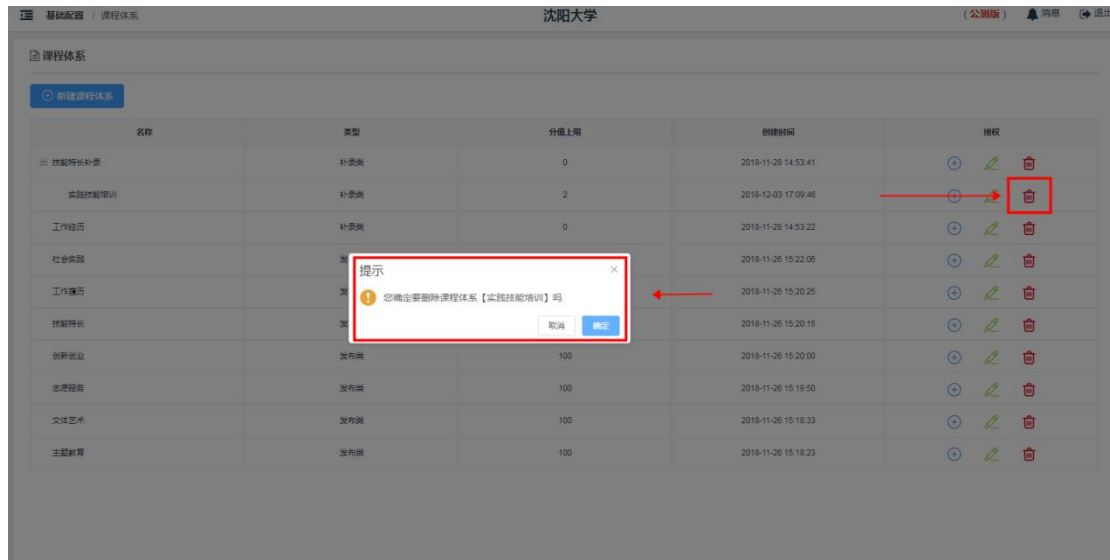 基础配置 / 课程体系
沈阳大学
（公测版）
消息
退出
课程体系
新建课程体系
名称 类型 分值上限 创建时间 授权
技能特长补录 补录类 0 2018-11-28 14:53:41
实践技能培训 补录类 2 2018-12-03 17:09:46
工作经历 补录类 0 2018-11-28 14:53:22
社会实践 发 2018-11-26 15:22:06
工作履历 发 2018-11-26 15:20:25
技能特长 发 2018-11-26 15:20:15
创新创业 发布类 100 2018-11-26 15:20:00
志愿服务 发布类 100 2018-11-26 15:19:50
文体艺术 发布类 100 2018-11-26 15:18:33
主题教育 发布类 100 2018-11-26 15:18:23
提示
您确定要删除课程体系【实践技能培训】吗
取消 确定